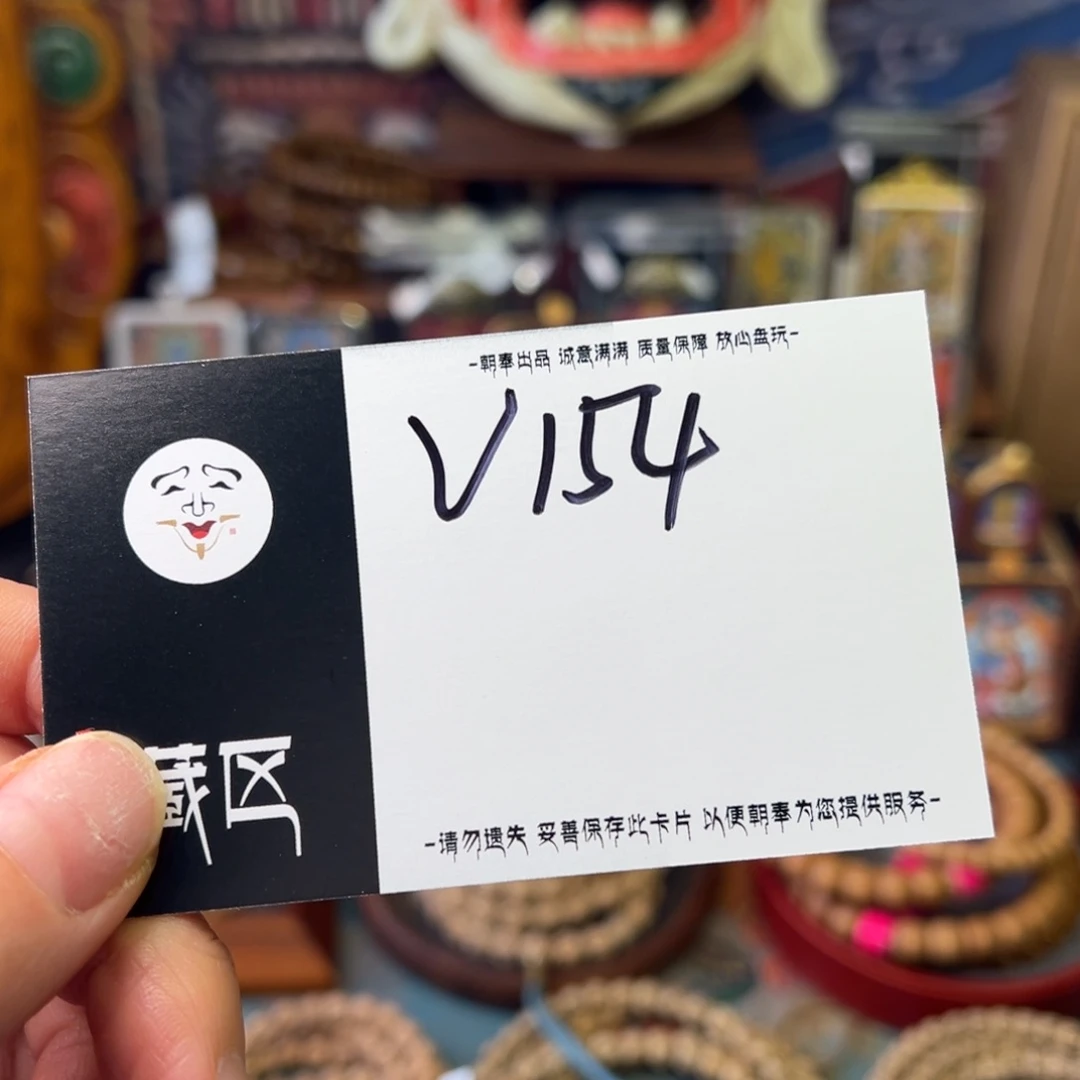 -朝奉出品 诚意满满 质量保障 放心盘玩-
V154
藏区
-请勿遗失 妥善保存此卡片 以便朝奉为您提供服务-